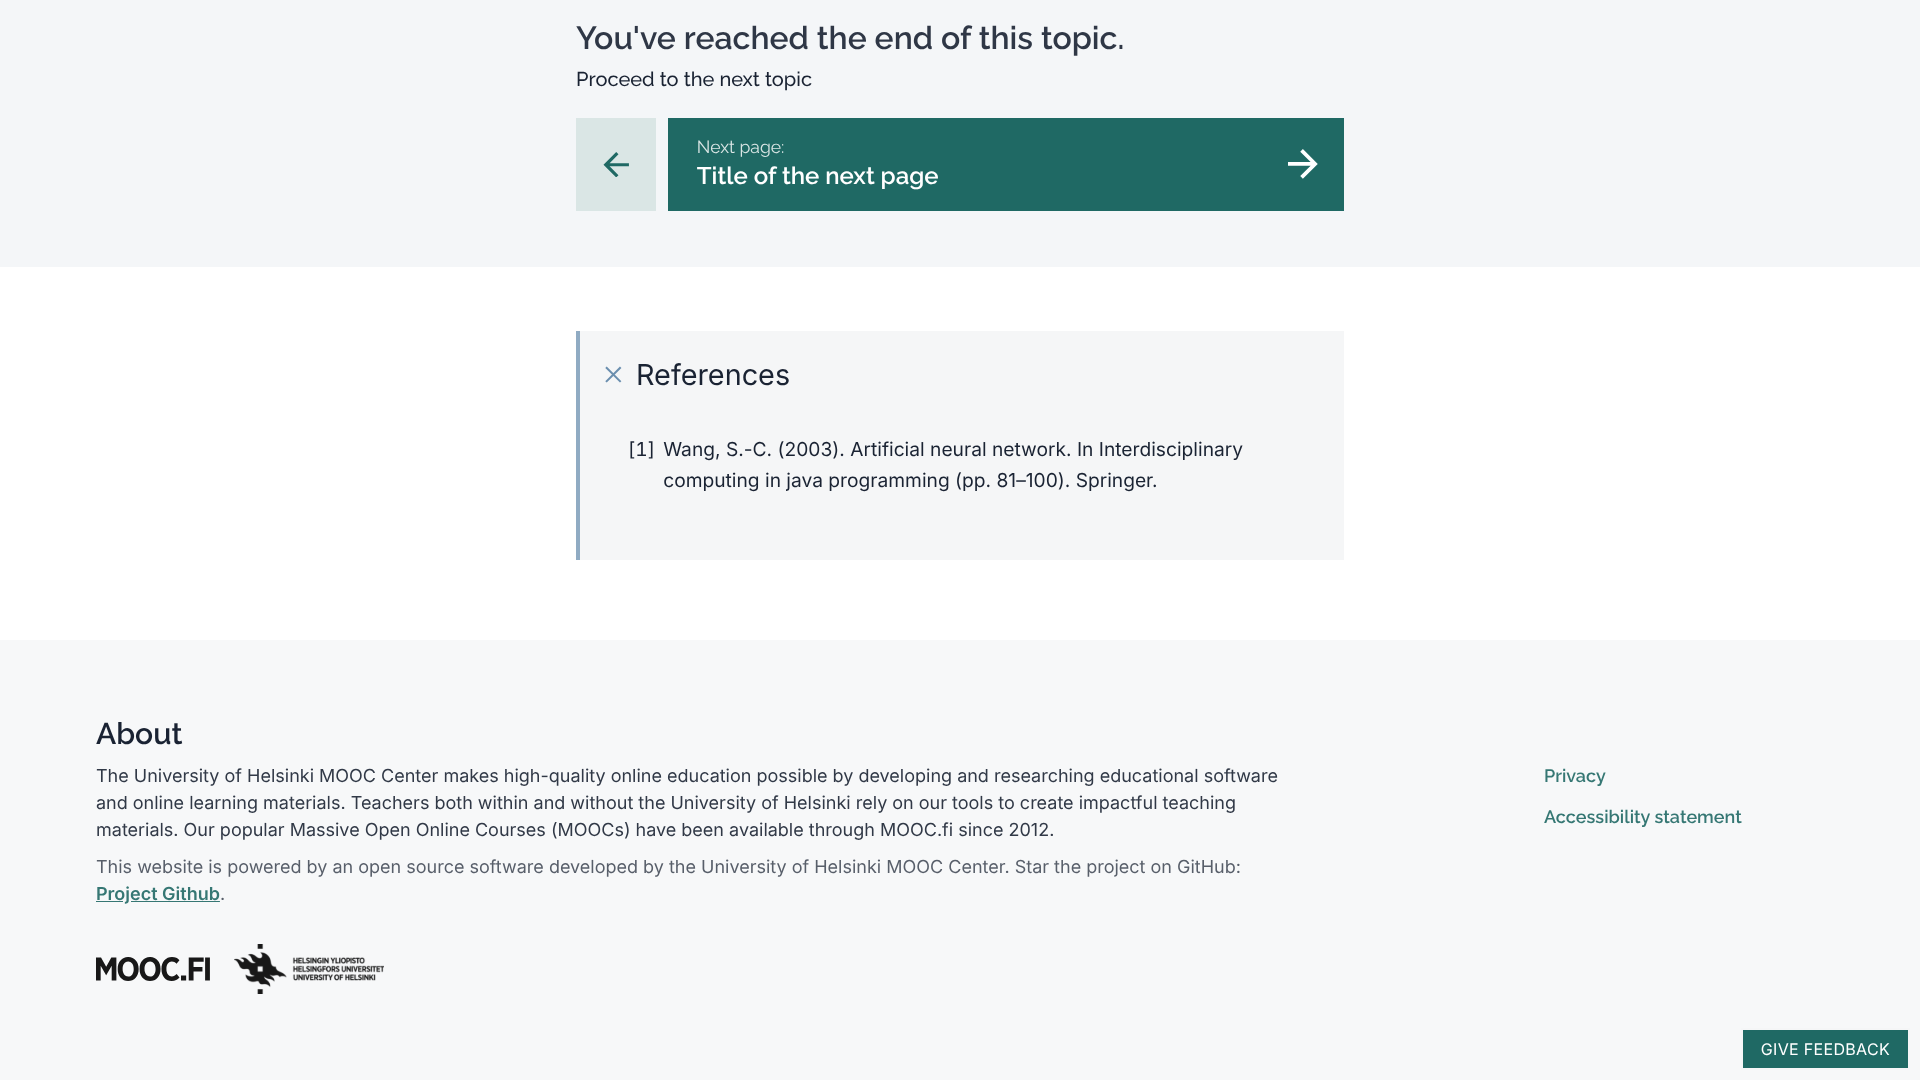 You've reached the end of this topic.
Proceed to the next topic
Next page:
Title of the next page
References
[1] Wang, S.-C. (2003). Artificial neural network. In Interdisciplinary
computing in java programming (pp. 81–100). Springer.
About
The University of Helsinki MOOC Center makes high-quality online education possible by developing and researching educational software
and online learning materials. Teachers both within and without the University of Helsinki rely on our tools to create impactful teaching
materials. Our popular Massive Open Online Courses (MOOCs) have been available through MOOC.fi since 2012.
This website is powered by an open source software developed by the University of Helsinki MOOC Center. Star the project on GitHub:
Project Github.
Privacy
Accessibility statement
MOOC.FI
HELSINGIN YLIOPISTO
HELSINGFORS UNIVERSITET
UNIVERSITY OF HELSINKI
GIVE FEEDBACK